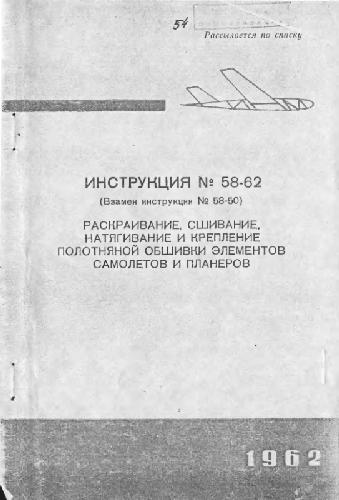 54
Рассылается по списку
ИНСТРУКЦИЯ № 58-62
(Взамен инструкции № 58-50)
РАСКРАИВАНИЕ, СШИВАНИЕ,
НАТЯГИВАНИЕ И КРЕПЛЕНИЕ
ПОЛОТНЯНОЙ ОБШИВКИ ЭЛЕМЕНТОВ
САМОЛЕТОВ И ПЛАНЕРОВ
1962